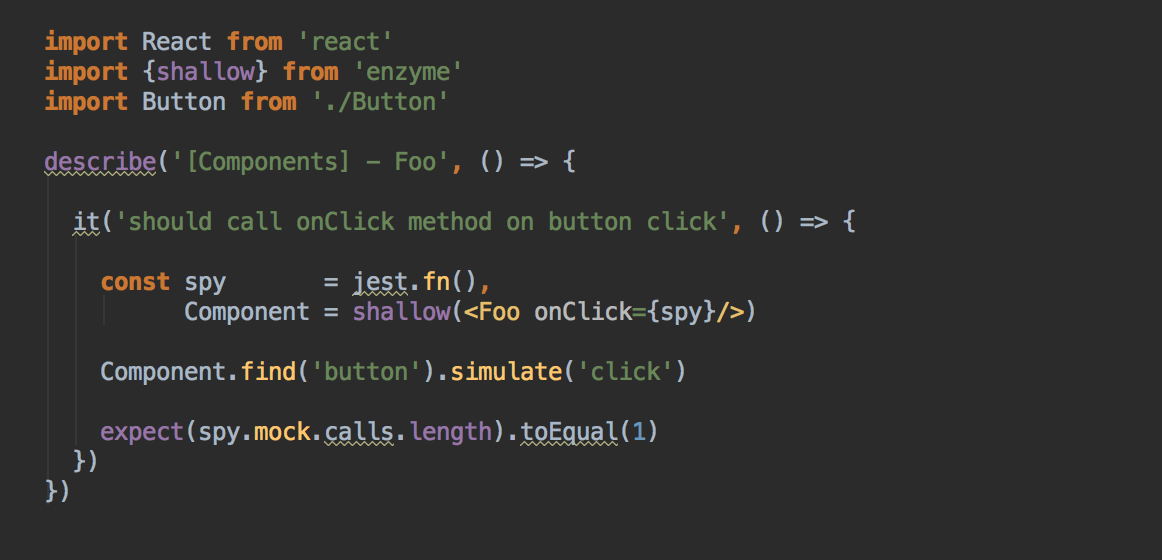 import React from 'react'
import {shallow} from 'enzyme'
import Button from './Button'

describe('[Components] - Foo', () => {

  it('should call onClick method on button click', () => {

    const spy       = jest.fn(),
          Component = shallow(<Foo onClick={spy}/>)

    Component.find('button').simulate('click')

    expect(spy.mock.calls.length).toEqual(1)
  })
})